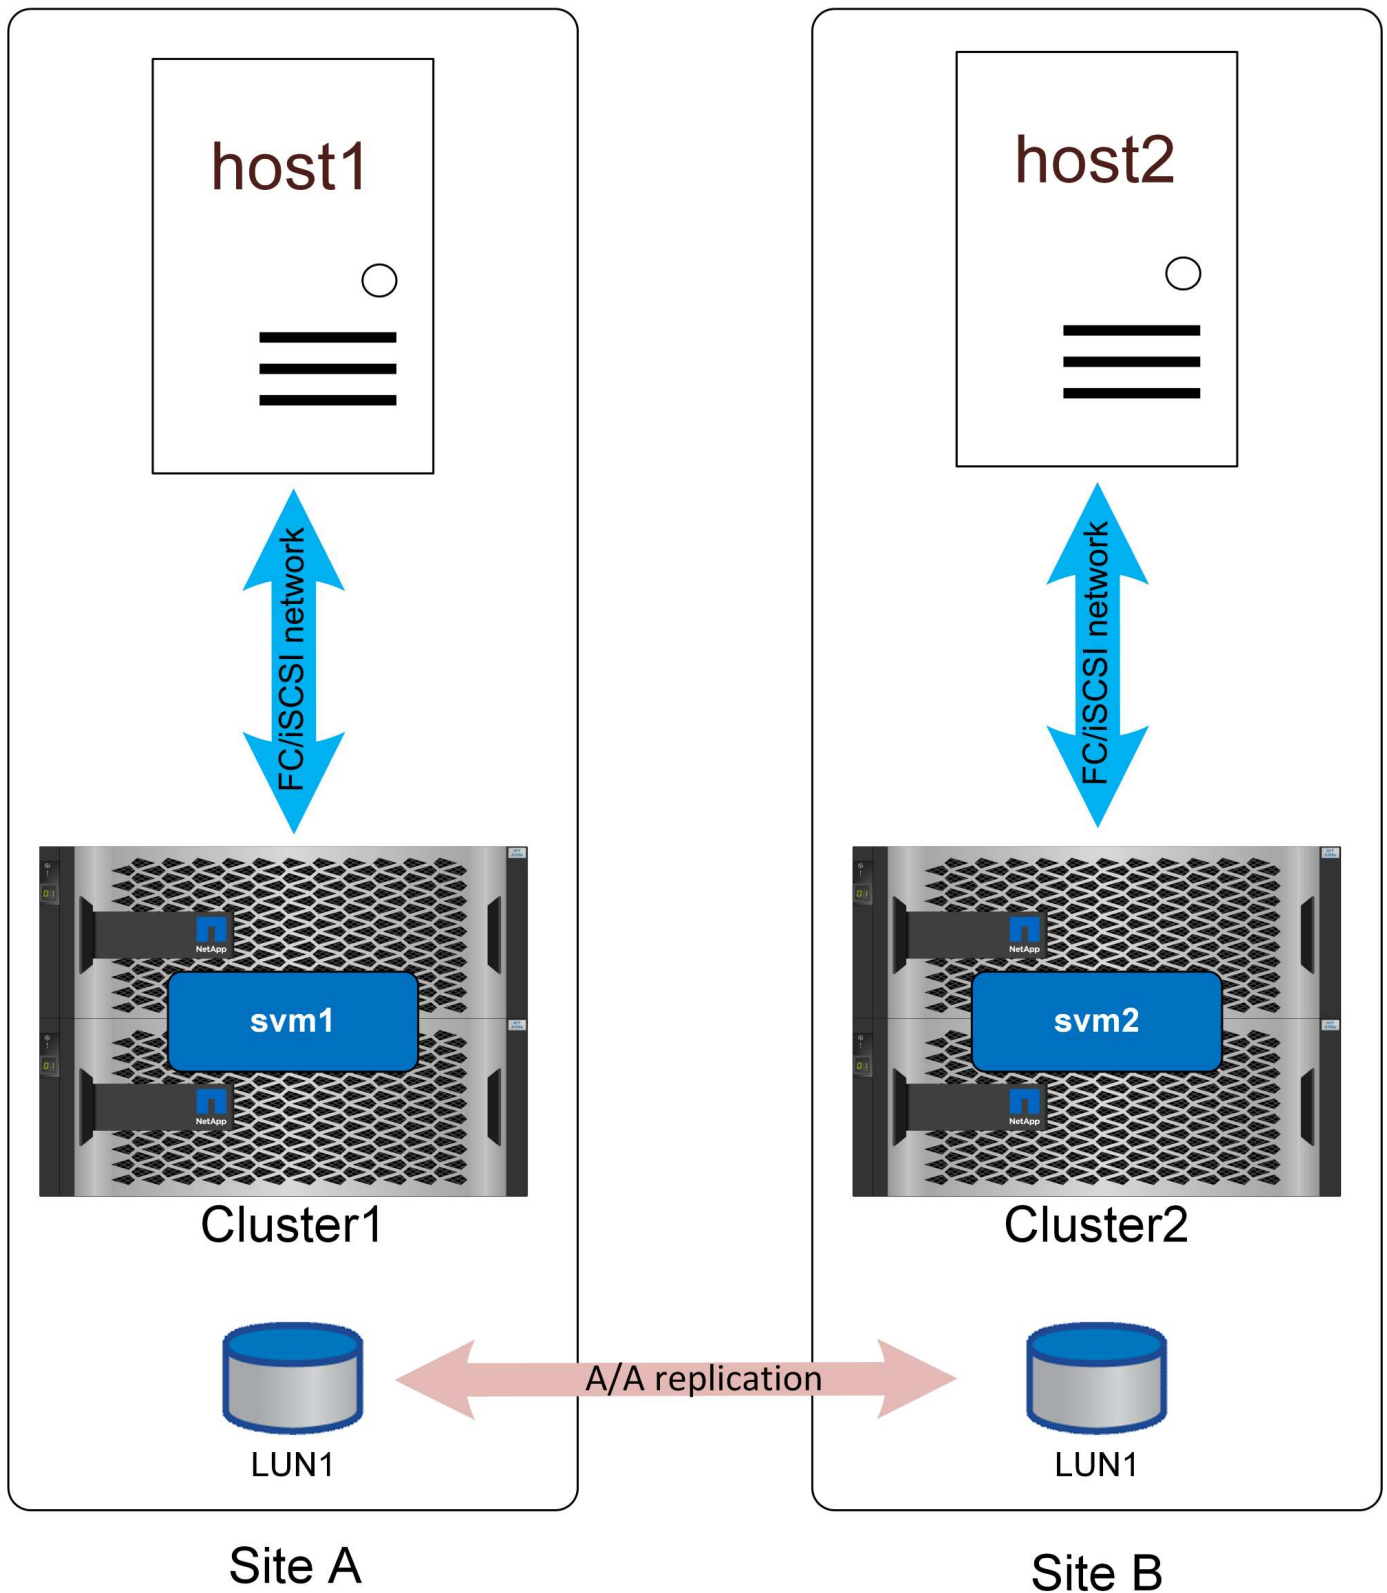 host1
host2
FC/iSCSI network
FC/iSCSI network
NetApp
NetApp
svm1
svm2
NetApp
NetApp
Cluster1
Cluster2
A/A replication
LUN1
LUN1
Site A
Site B